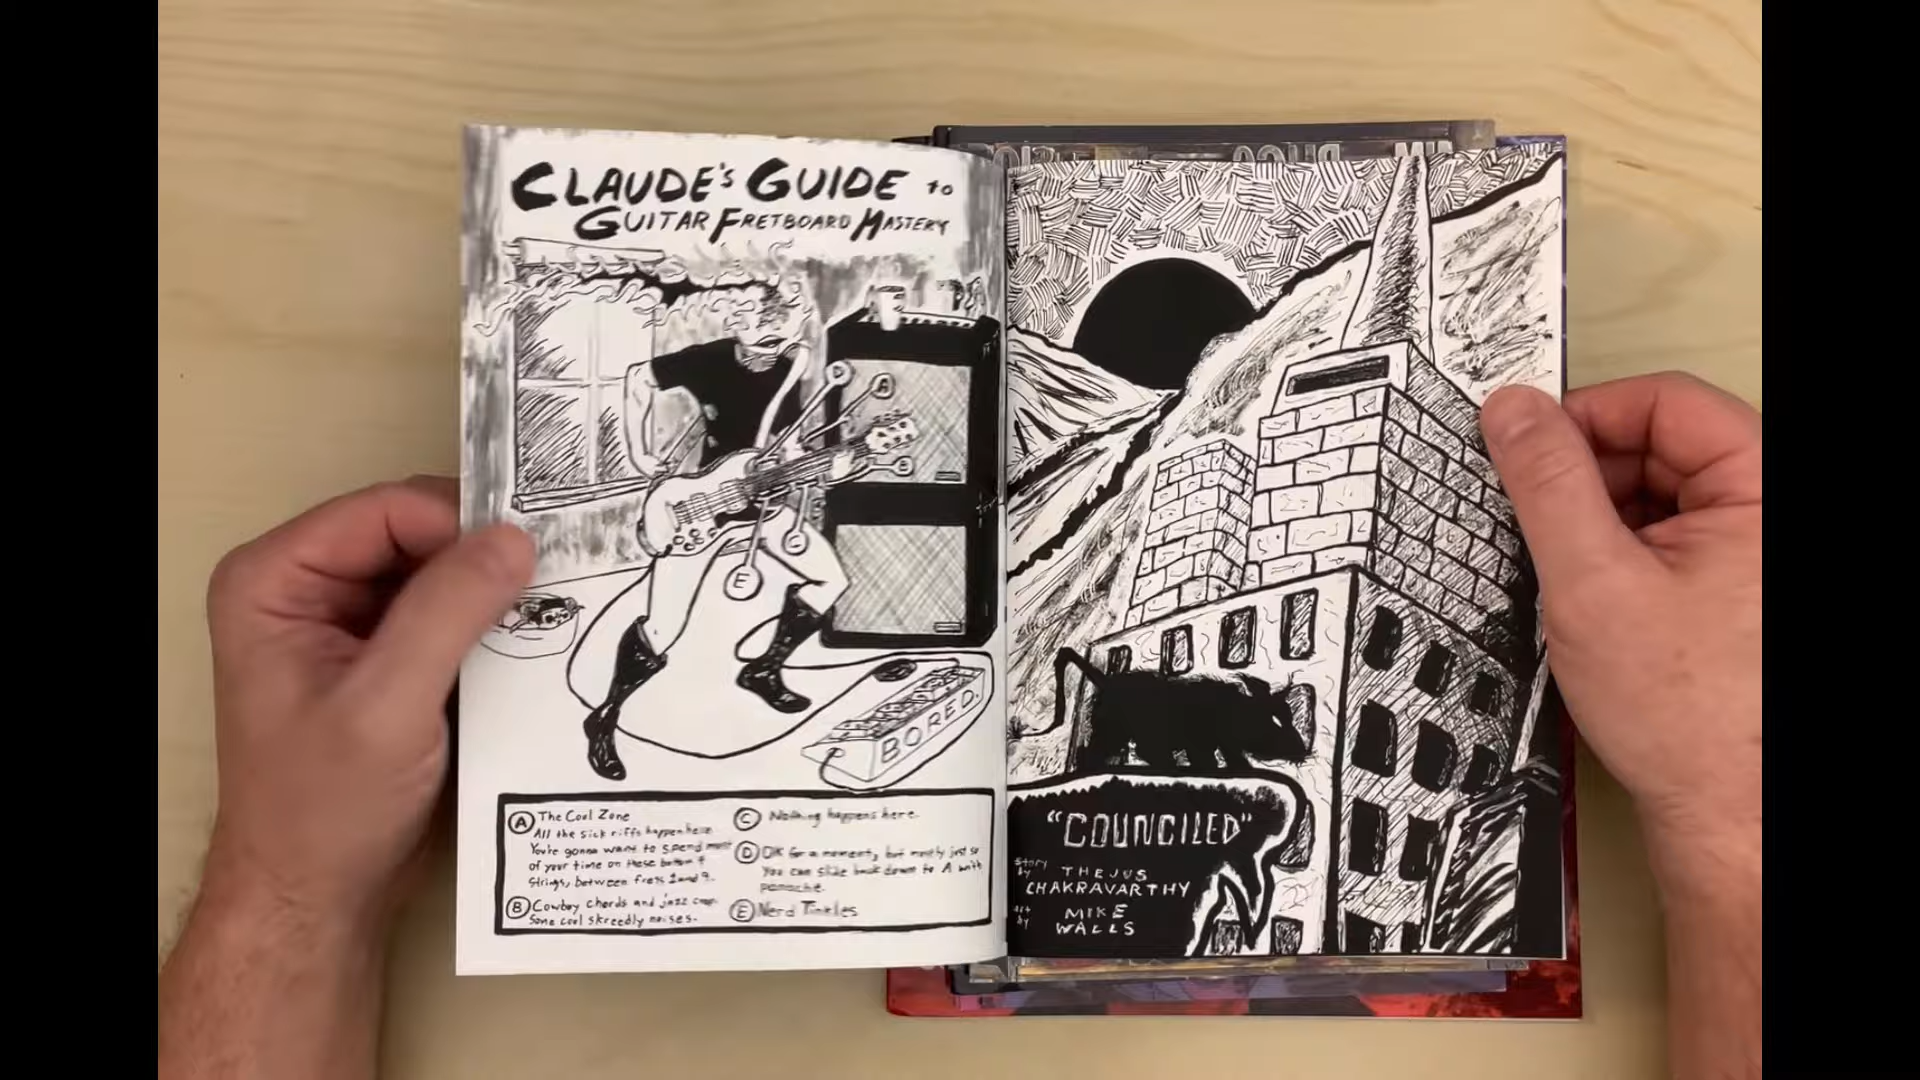 CLAUDE'S GUIDE to
GUITAR FRETBOARD MASTERY
D
A
B
C
E
BORED.
A The Cool Zone
All the sick riffs happen here.
You're gonna want to spend most
of your time on these bottom 4
strings, between frets 1 and 9.
B Cowboy chords and jazz crap.
Some cool skreedly noises.
C Nothing happens here.
D OK for a moment, but mostly just so
you can slide back down to A with
panache.
E Nerd Tinkles
"COUNCILED"
Story
by
THEJUS
CHAKRAVARTHY
Art
by
MIKE
WALLS